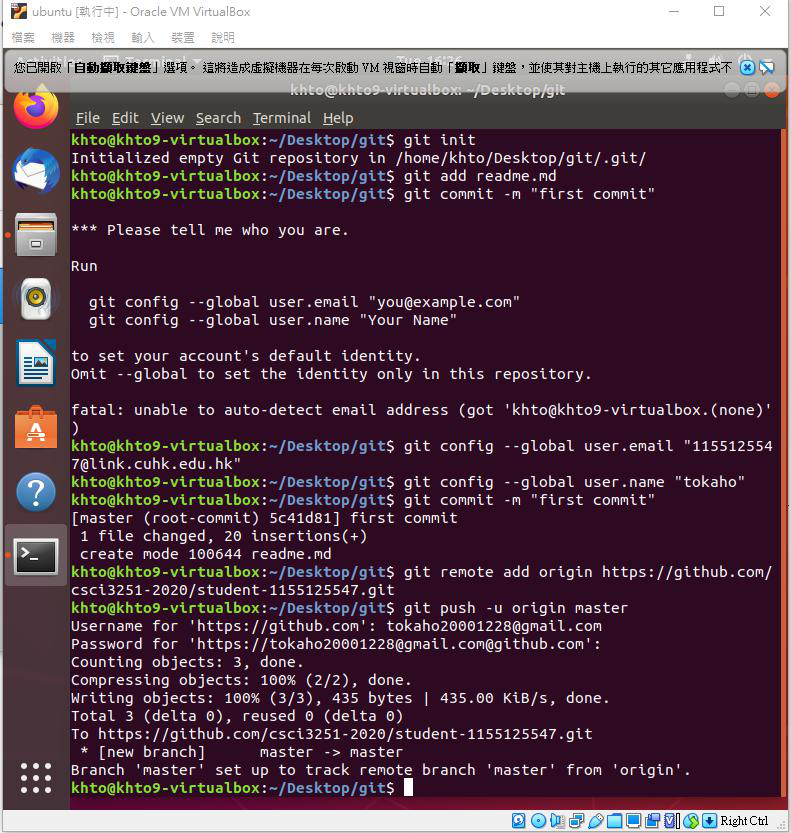 ubuntu [執行中] - Oracle VM VirtualBox
檔案 機器 檢視 輸入 裝置 說明
您已開啟「自動擷取鍵盤」選項。 這將造成虛擬機器在每次啟動 VM 視窗時自動「擷取」鍵盤，並使其對主機上執行的其它應用程式不
khto@khto9-virtualbox: ~/Desktop/git
File Edit View Search Terminal Help
khto@khto9-virtualbox:~/Desktop/git$ git init
Initialized empty Git repository in /home/khto/Desktop/git/.git/
khto@khto9-virtualbox:~/Desktop/git$ git add readme.md
khto@khto9-virtualbox:~/Desktop/git$ git commit -m "first commit"
*** Please tell me who you are.
Run
git config --global user.email "you@example.com"
git config --global user.name "Your Name"
to set your account's default identity.
Omit --global to set the identity only in this repository.
fatal: unable to auto-detect email address (got 'khto@khto9-virtualbox.(none)'
)
khto@khto9-virtualbox:~/Desktop/git$ git config --global user.email "115512554
7@link.cuhk.edu.hk"
khto@khto9-virtualbox:~/Desktop/git$ git config --global user.name "tokaho"
khto@khto9-virtualbox:~/Desktop/git$ git commit -m "first commit"
[master (root-commit) 5c41d81] first commit
1 file changed, 20 insertions(+)
create mode 100644 readme.md
khto@khto9-virtualbox:~/Desktop/git$ git remote add origin https://github.com/
csci3251-2020/student-1155125547.git
khto@khto9-virtualbox:~/Desktop/git$ git push -u origin master
Username for 'https://github.com': tokaho20001228@gmail.com
Password for 'https://tokaho20001228@gmail.com@github.com':
Counting objects: 3, done.
Compressing objects: 100% (2/2), done.
Writing objects: 100% (3/3), 435 bytes | 435.00 KiB/s, done.
Total 3 (delta 0), reused 0 (delta 0)
To https://github.com/csci3251-2020/student-1155125547.git
* [new branch] master -> master
Branch 'master' set up to track remote branch 'master' from 'origin'.
khto@khto9-virtualbox:~/Desktop/git$
Right Ctrl